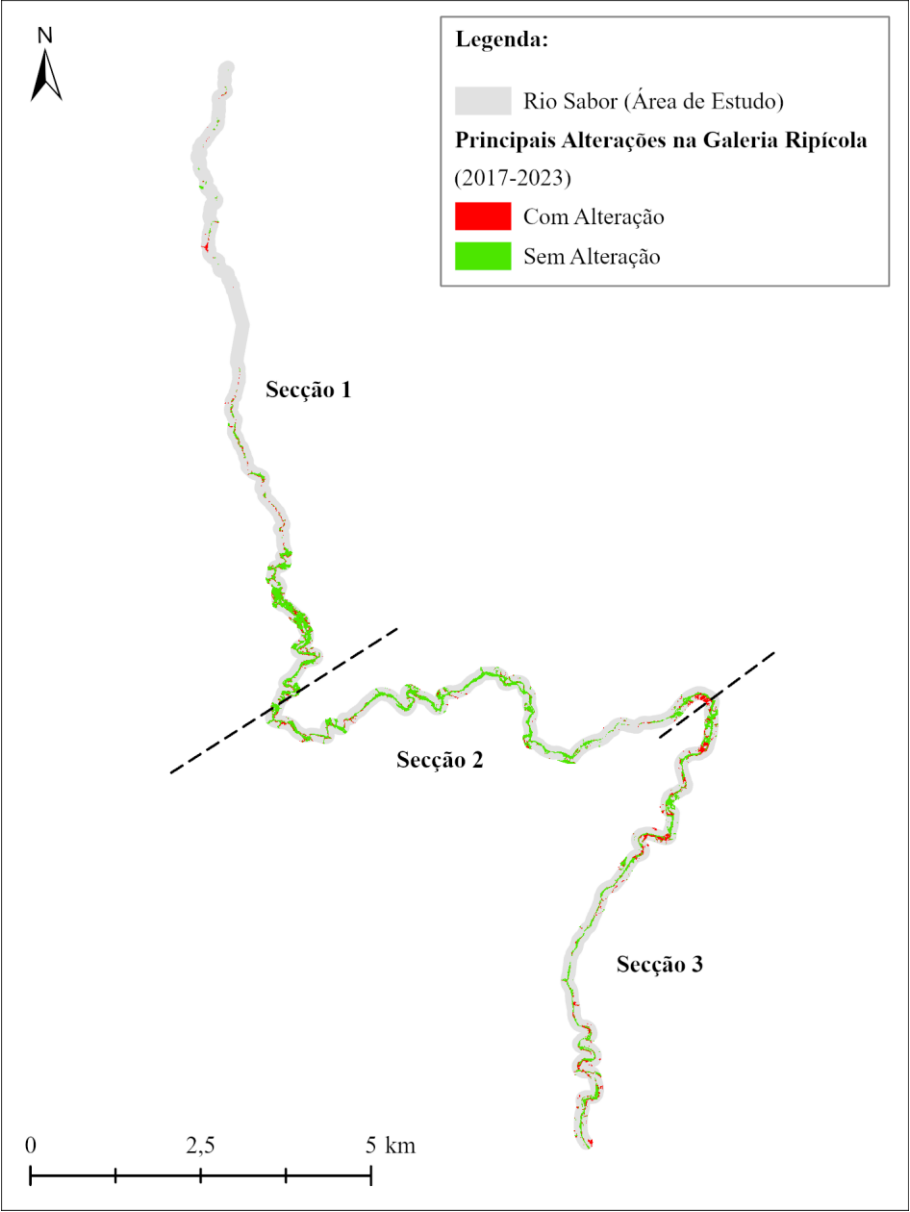 N
Legenda:
Rio Sabor (Área de Estudo)
Principais Alterações na Galeria Ripícola
(2017-2023)
Com Alteração
Sem Alteração
Secção 1
Secção 2
Secção 3
0 2,5 5 km